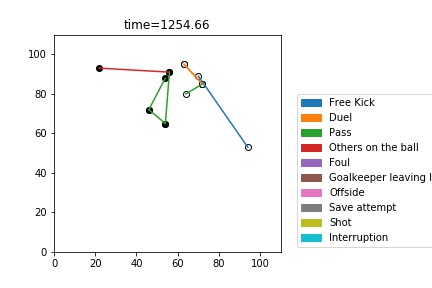 time=1254.66
100
80
60
40
20
0
0 20 40 60 80 100
Free Kick
Duel
Pass
Others on the ball
Foul
Goalkeeper leaving l
Offside
Save attempt
Shot
Interruption